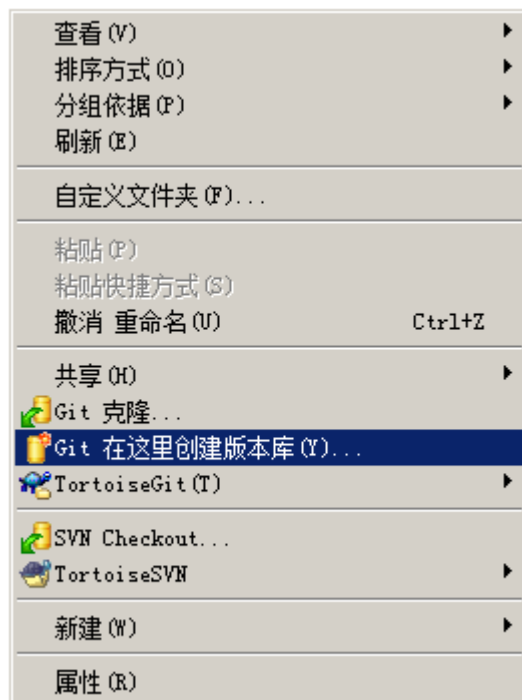 查看(V)
排序方式(O)
分组依据(P)
刷新(E)
自定义文件夹(F)...
粘贴(P)
粘贴快捷方式(S)
撤消 重命名(U) Ctrl+Z
共享(H)
Git 克隆...
Git 在这里创建版本库(Y)...
TortoiseGit(T)
SVN Checkout...
TortoiseSVN
新建(W)
属性(R)